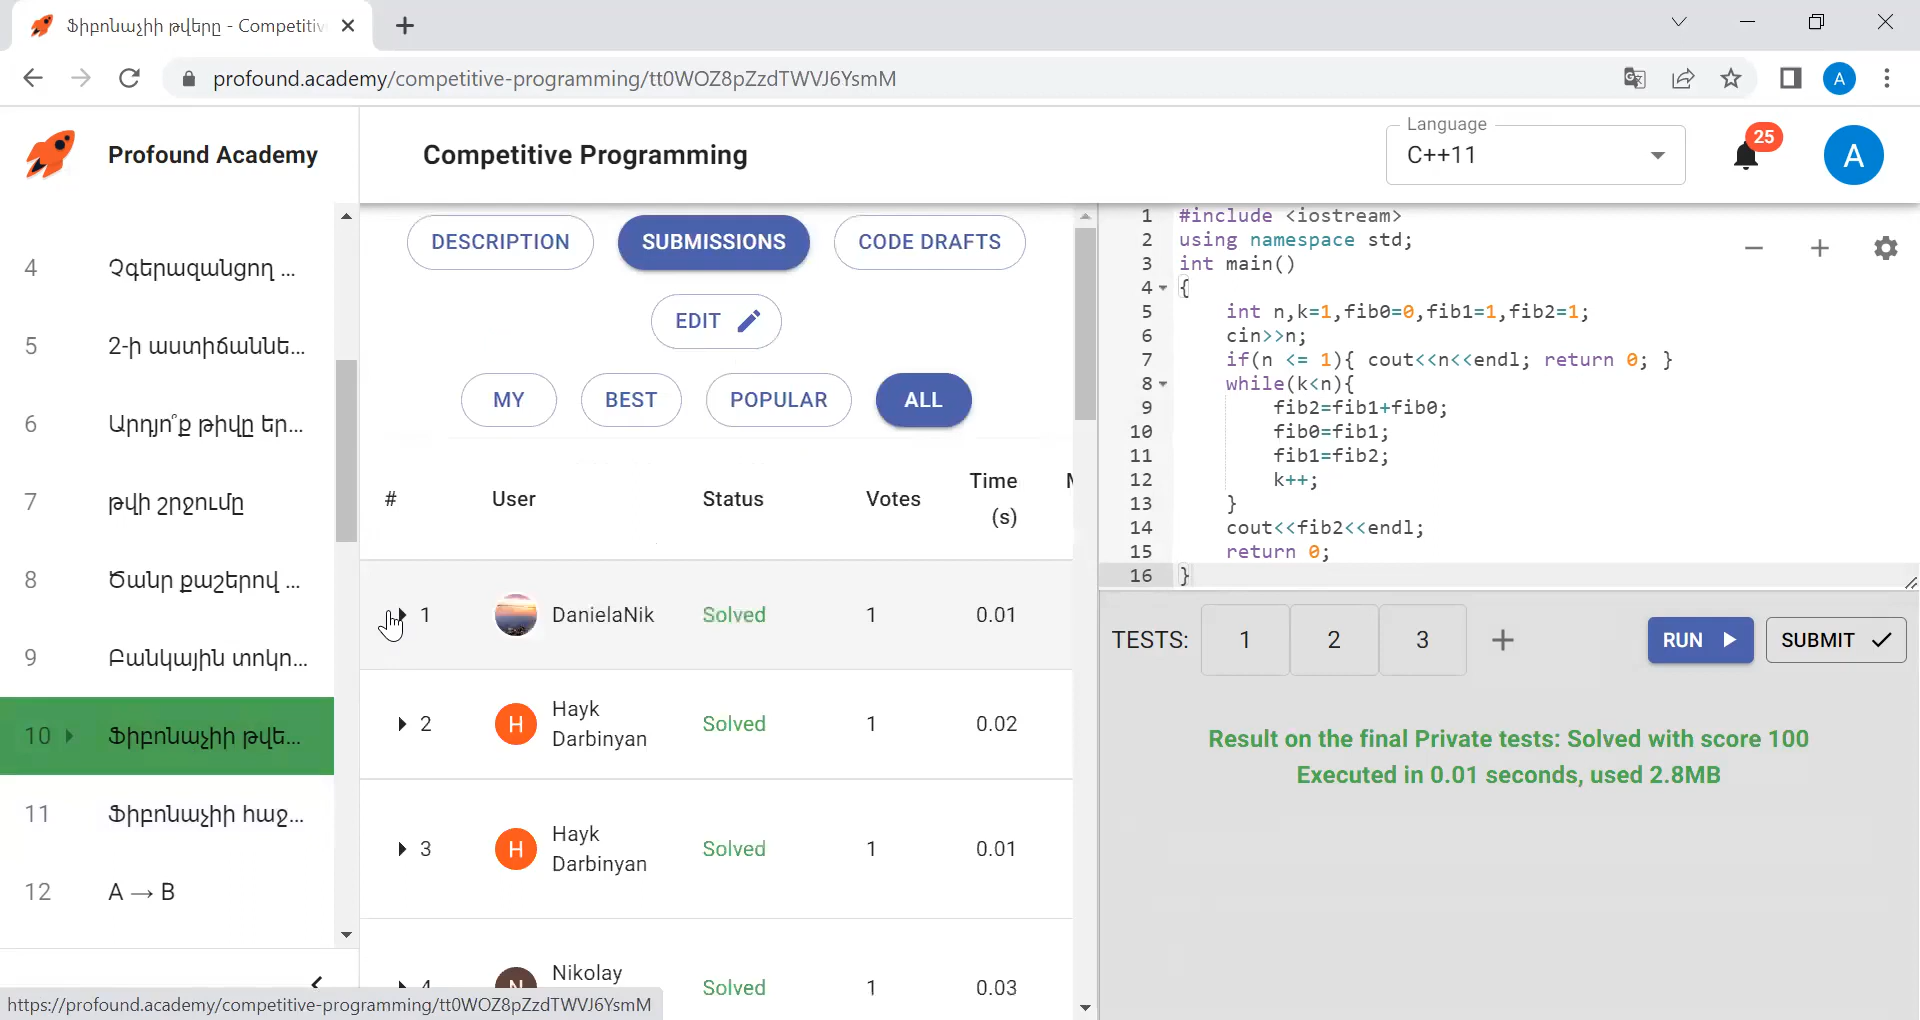 Ֆիբոնաչիի թվերը - Competitiv
profound.academy/competitive-programming/tt0WOZ8pZzdTWVJ6YsmM
A
Profound Academy
Competitive Programming
Language
C++11
25
A
4 Չգերազանցող ...
5 2-ի աստիճաննե...
6 Արդյո՞ք թիվը եր...
7 թվի շրջումը
8 Ծանր քաշերով ...
9 Բանկային տոկո...
10 Ֆիբոնաչիի թվե...
11 Ֆիբոնաչիի հաջ...
12 A → B
DESCRIPTION SUBMISSIONS CODE DRAFTS
EDIT
MY BEST POPULAR ALL
# User Status Votes Time (s)
1 DanielaNik Solved 1 0.01
2 Hayk Darbinyan Solved 1 0.02
H
3 Hayk Darbinyan Solved 1 0.01
H
4 Nikolay Solved 1 0.03
N
1 #include <iostream>
2 using namespace std;
3 int main()
4 {
5 int n,k=1,fib0=0,fib1=1,fib2=1;
6 cin>>n;
7 if(n <= 1){ cout<<n<<endl; return 0; }
8 while(k<n){
9 fib2=fib1+fib0;
10 fib0=fib1;
11 fib1=fib2;
12 k++;
13 }
14 cout<<fib2<<endl;
15 return 0;
16 }
TESTS: 1 2 3 + RUN SUBMIT
Result on the final Private tests: Solved with score 100
Executed in 0.01 seconds, used 2.8MB
https://profound.academy/competitive-programming/tt0WOZ8pZzdTWVJ6YsmM